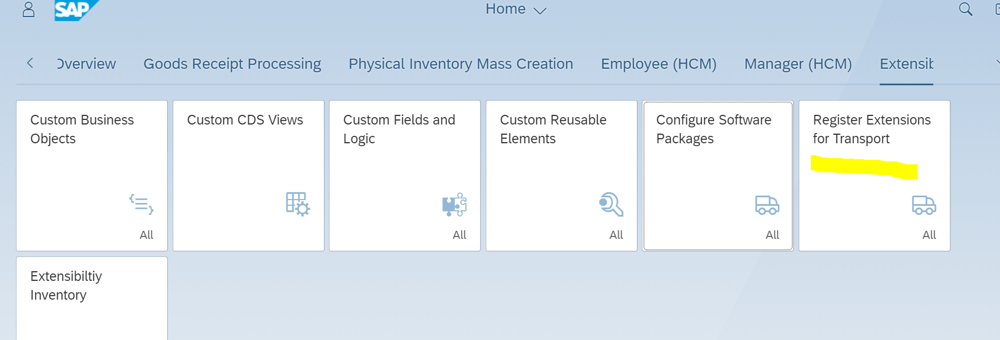 SAP
Home
Overview
Goods Receipt Processing
Physical Inventory Mass Creation
Employee (HCM)
Manager (HCM)
Extensib
Custom Business
Objects
All
Custom CDS Views
Custom Fields and
Logic
All
Custom Reusable
Elements
All
Configure Software
Packages
All
Register Extensions
for Transport
All
Extensibiltiy
Inventory